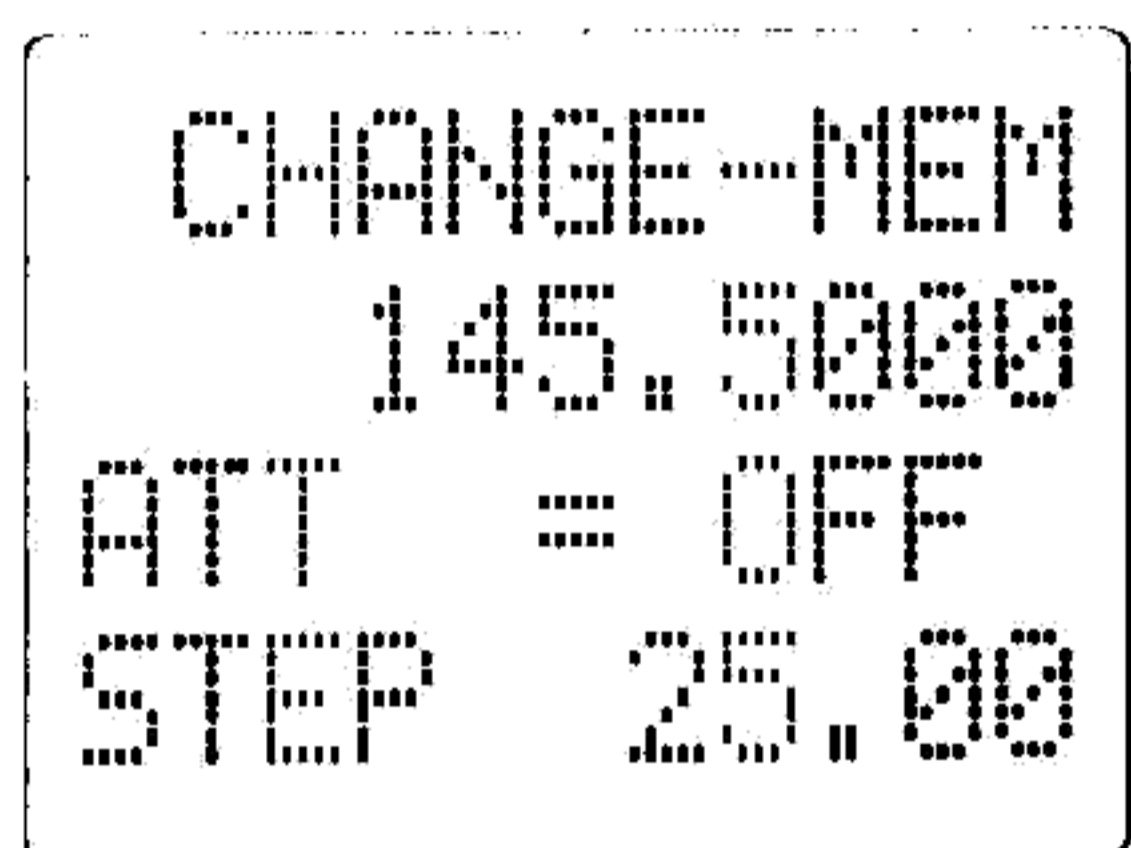 CHANGE-MEM
145.5000
ATT = OFF
STEP 25.00